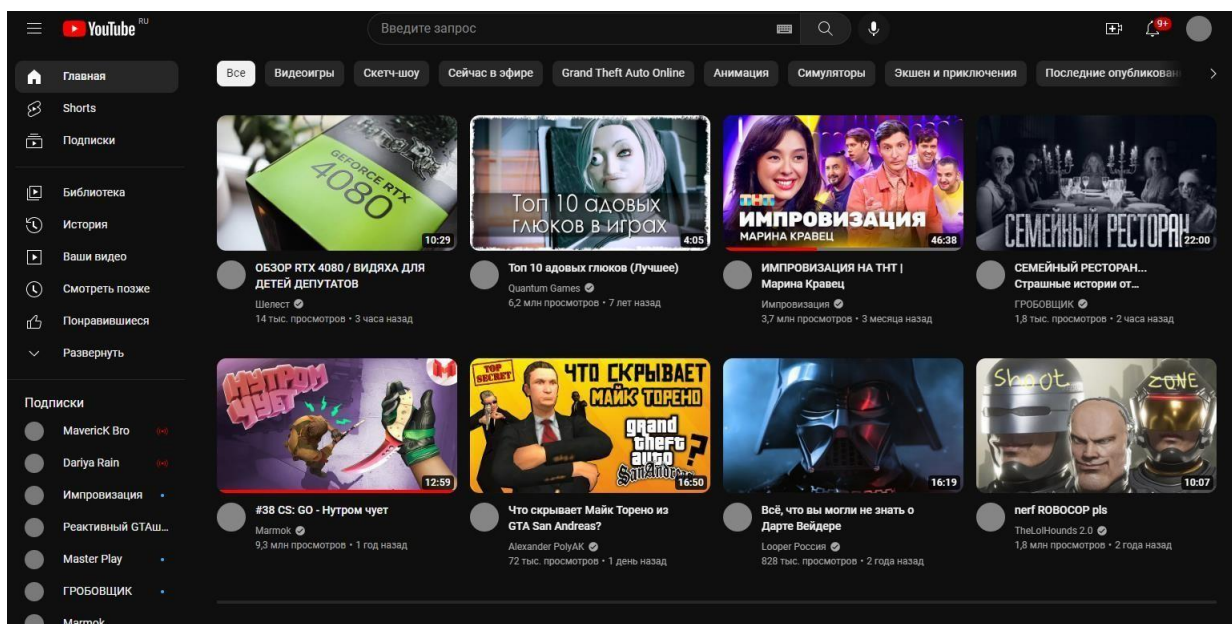 YouTube RU
Введите запрос
9+
Главная
Shorts
Подписки
Библиотека
История
Ваши видео
Смотреть позже
Понравившиеся
Развернуть
Подписки
MavericK Bro
Dariya Rain
Импровизация
Реактивный GTAш...
Master Play
ГРОБОВЩИК
Marmok
Все
Видеоигры
Скетч-шоу
Сейчас в эфире
Grand Theft Auto Online
Анимация
Симуляторы
Экшен и приключения
Последние опубликован
GEFORCE RTX
4080
10:29
ОБЗОР RTX 4080 / ВИДЯХА ДЛЯ
ДЕТЕЙ ДЕПУТАТОВ
Шелест
14 тыс. просмотров • 3 часа назад
Топ 10 адовых
глюков в играх
4:05
Топ 10 адовых глюков (Лучшее)
Quantum Games
6,2 млн просмотров • 7 лет назад
ТНТ
ИМПРОВИЗАЦИЯ
МАРИНА КРАВЕЦ
46:38
ИМПРОВИЗАЦИЯ НА ТНТ |
Марина Кравец
Импровизация
3,7 млн просмотров • 3 месяца назад
СЕМЕЙНЫЙ РЕСТОРАН
22:00
СЕМЕЙНЫЙ РЕСТОРАН...
Страшные истории от...
ГРОБОВЩИК
1,8 тыс. просмотров • 2 часа назад
НУТРОМ
ЧУЕТ
M
12:59
#38 CS: GO - Нутром чует
Marmok
9,3 млн просмотров • 1 год назад
TOP
SECRET
ЧТО СКРЫВАЕТ
МАЙК ТОРЕНО
grand
theft
auto
San Andreas
?
16:50
Что скрывает Майк Торено из
GTA San Andreas?
Alexander PolyAK
72 тыс. просмотров • 1 день назад
16:19
Всё, что вы могли не знать о
Дарте Вейдере
Looper Россия
828 тыс. просмотров • 2 года назад
Shoot ZONE
10:07
nerf ROBOCOP pls
TheLolHounds 2.0
1,8 млн просмотров • 2 года назад